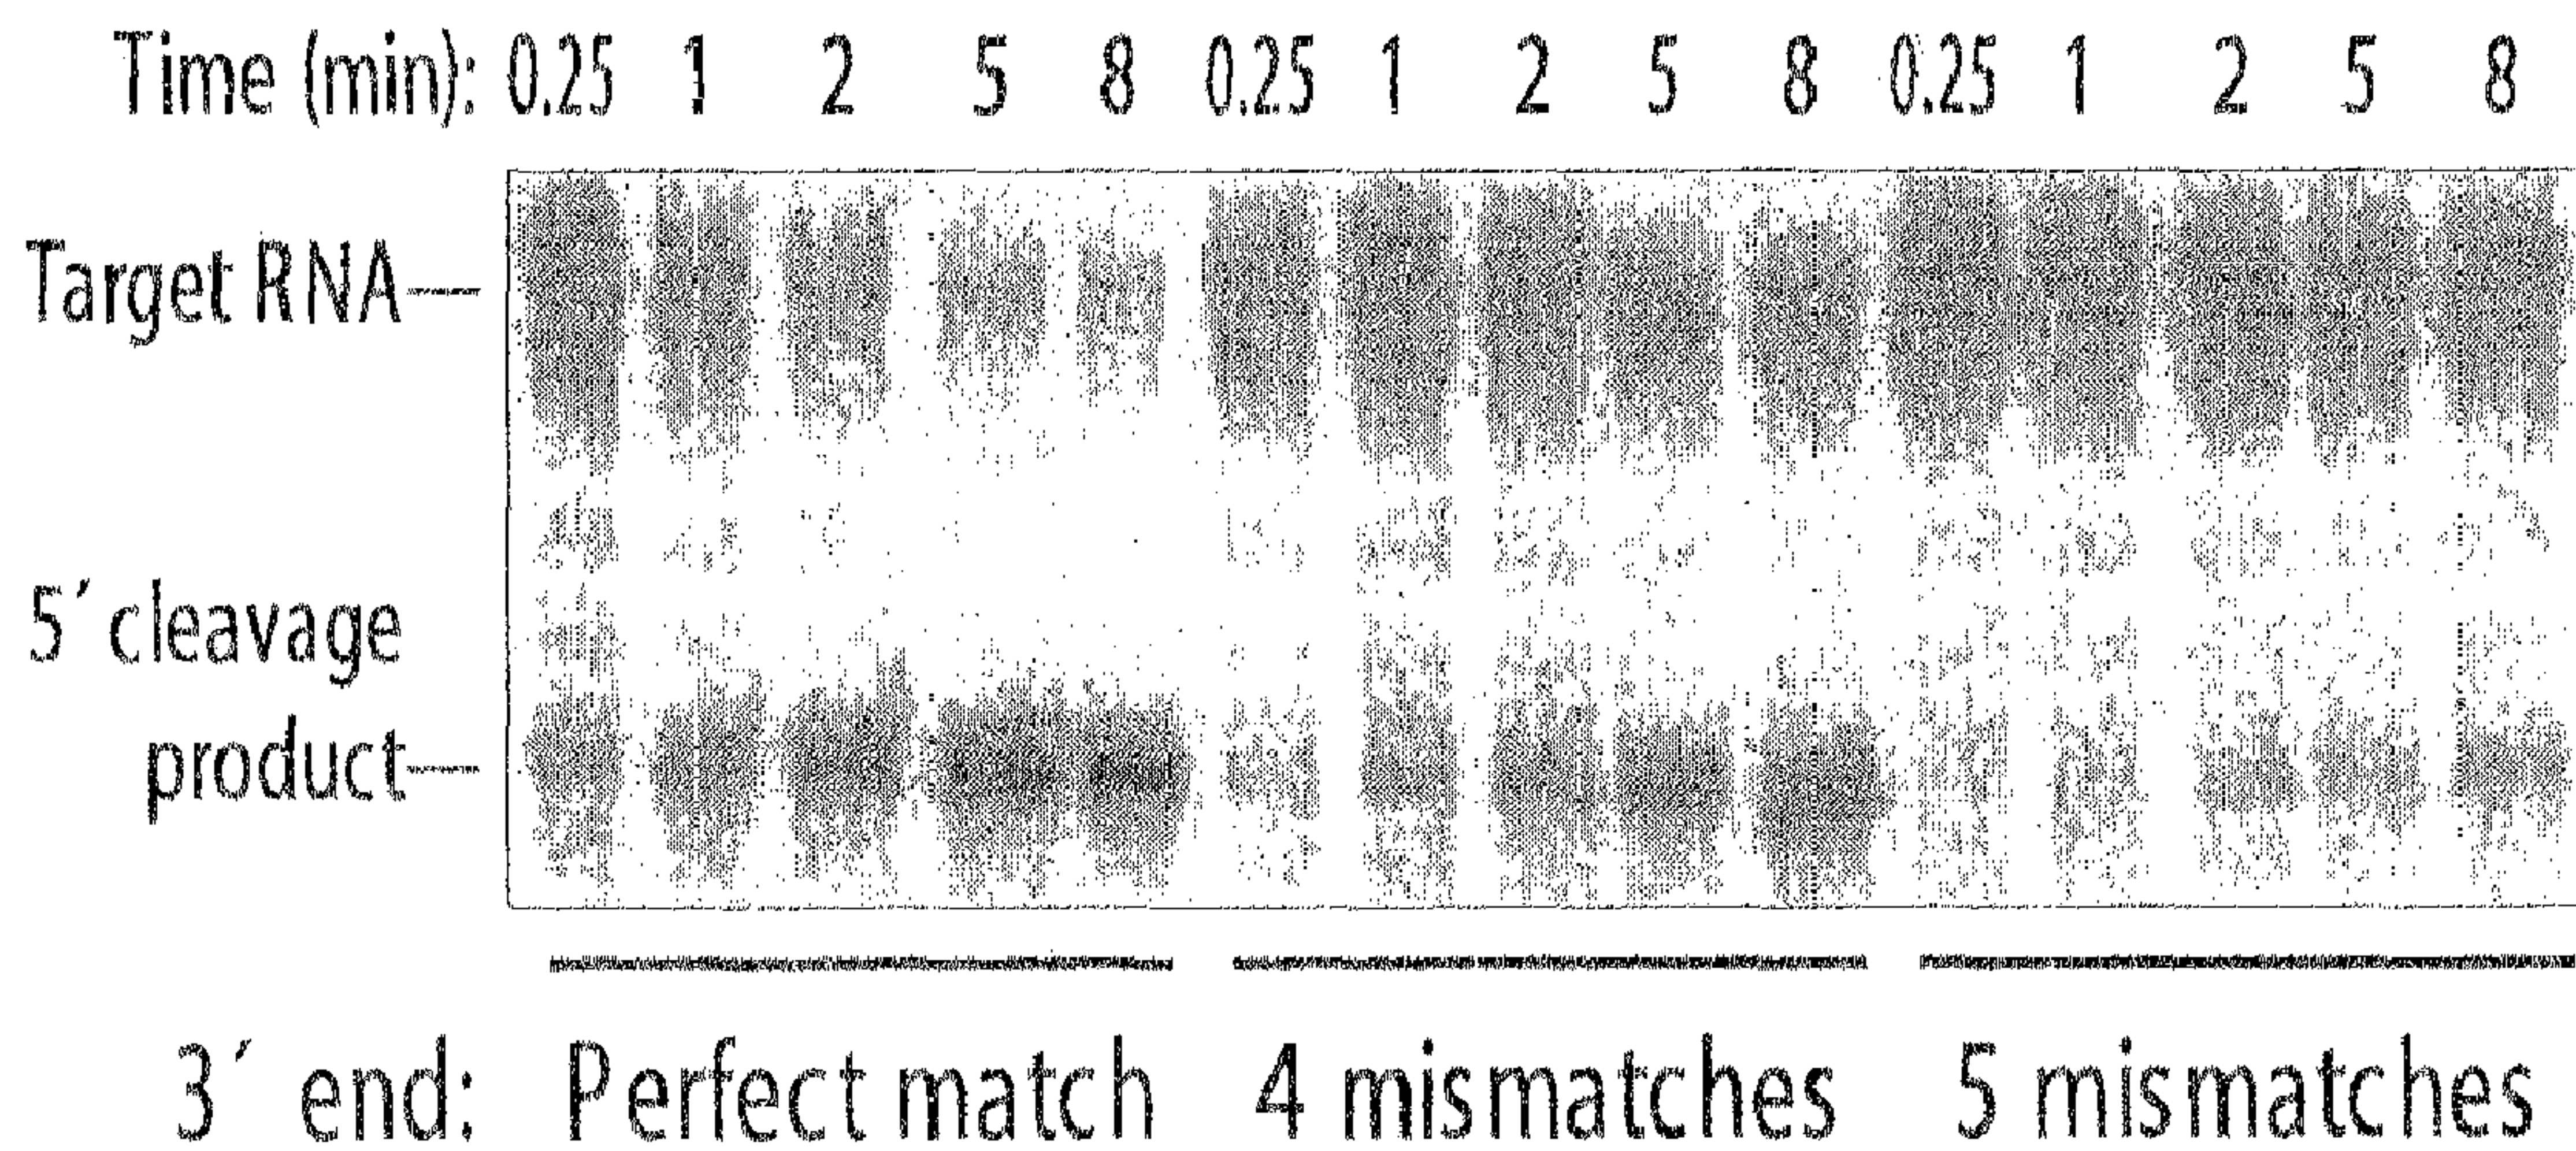 Time (min): 0.25 1 2 5 8 0.25 1 2 5 8 0.25 1 2 5 8
Target RNA
5´ cleavage
product
3´ end: Perfect match 4 mismatches 5 mismatches